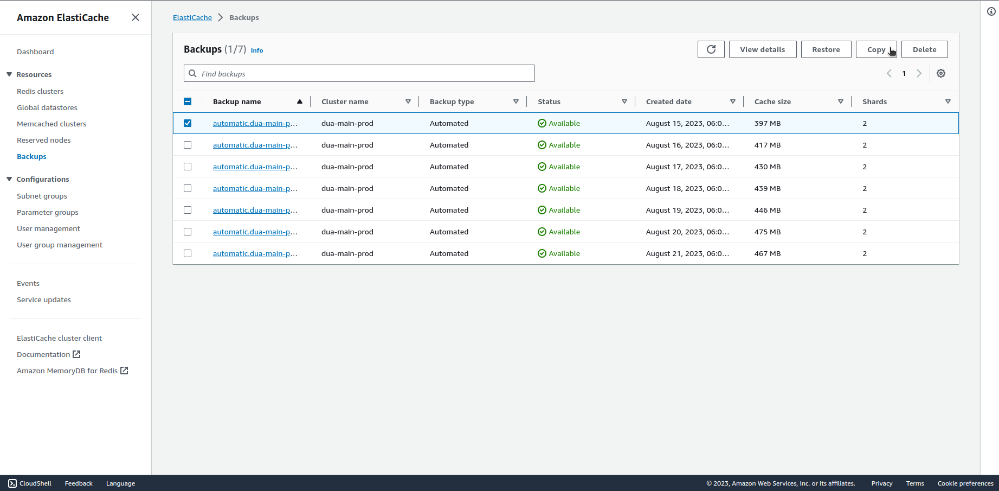 Amazon ElastiCache
Dashboard
Resources
Redis clusters
Global datastores
Memcached clusters
Reserved nodes
Backups
Configurations
Subnet groups
Parameter groups
User management
User group management
Events
Service updates
ElastiCache cluster client
Documentation
Amazon MemoryDB for Redis
ElastiCache > Backups
Backups (1/7) Info
View details Restore Copy Delete
Find backups
1
Backup name Cluster name Backup type Status Created date Cache size Shards
automatic.dua-main-p... dua-main-prod Automated Available August 15, 2023, 06:0... 397 MB 2
automatic.dua-main-p... dua-main-prod Automated Available August 16, 2023, 06:0... 417 MB 2
automatic.dua-main-p... dua-main-prod Automated Available August 17, 2023, 06:0... 430 MB 2
automatic.dua-main-p... dua-main-prod Automated Available August 18, 2023, 06:0... 439 MB 2
automatic.dua-main-p... dua-main-prod Automated Available August 19, 2023, 06:0... 446 MB 2
automatic.dua-main-p... dua-main-prod Automated Available August 20, 2023, 06:0... 475 MB 2
automatic.dua-main-p... dua-main-prod Automated Available August 21, 2023, 06:0... 467 MB 2
CloudShell Feedback Language © 2023, Amazon Web Services, Inc. or its affiliates. Privacy Terms Cookie preferences